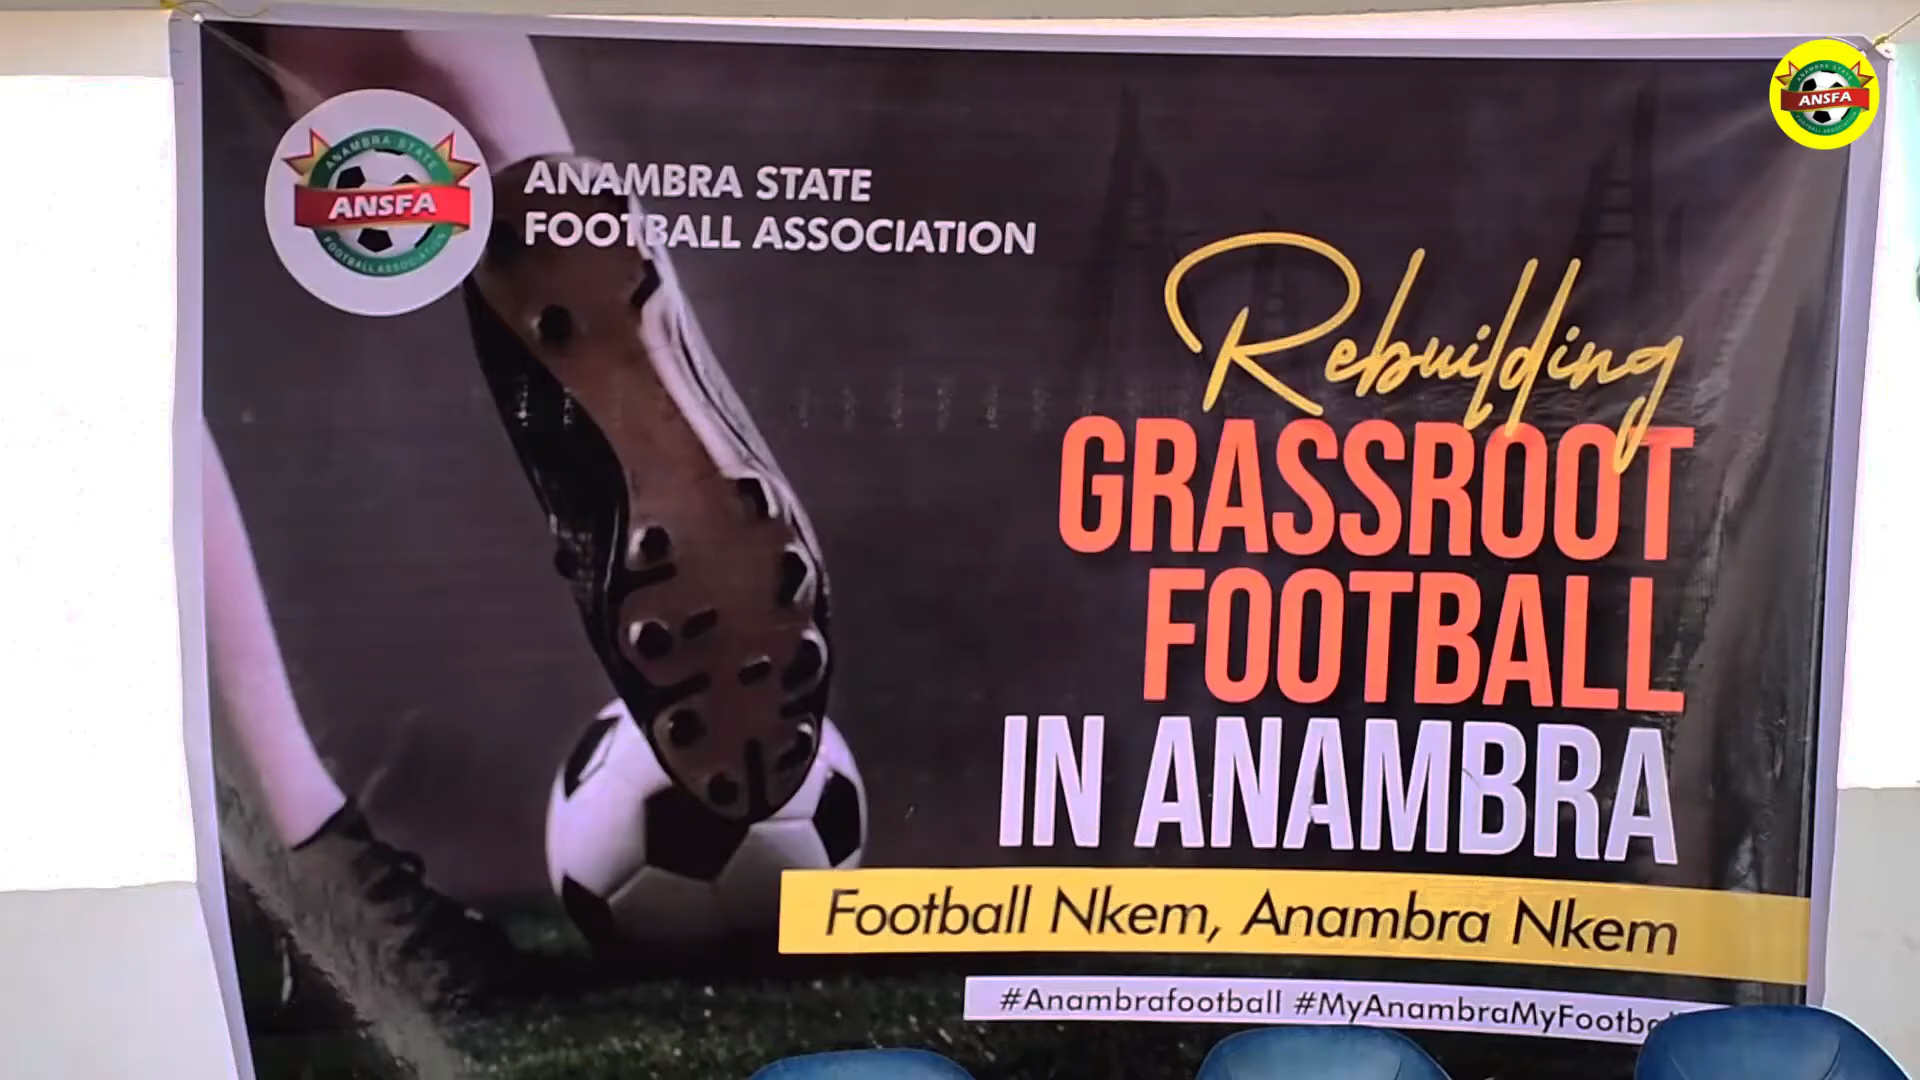 ANAMBRA STATE
ANSFA
FOOTBALL ASSOCIATION
ANAMBRA STATE
FOOTBALL ASSOCIATION
ANAMBRA STATE
ANSFA
FOOTBALL ASSOCIATION
Rebuilding
GRASSROOT
FOOTBALL
IN ANAMBRA
Football Nkem, Anambra Nkem
#Anambrafootball #MyAnambraMyFootba